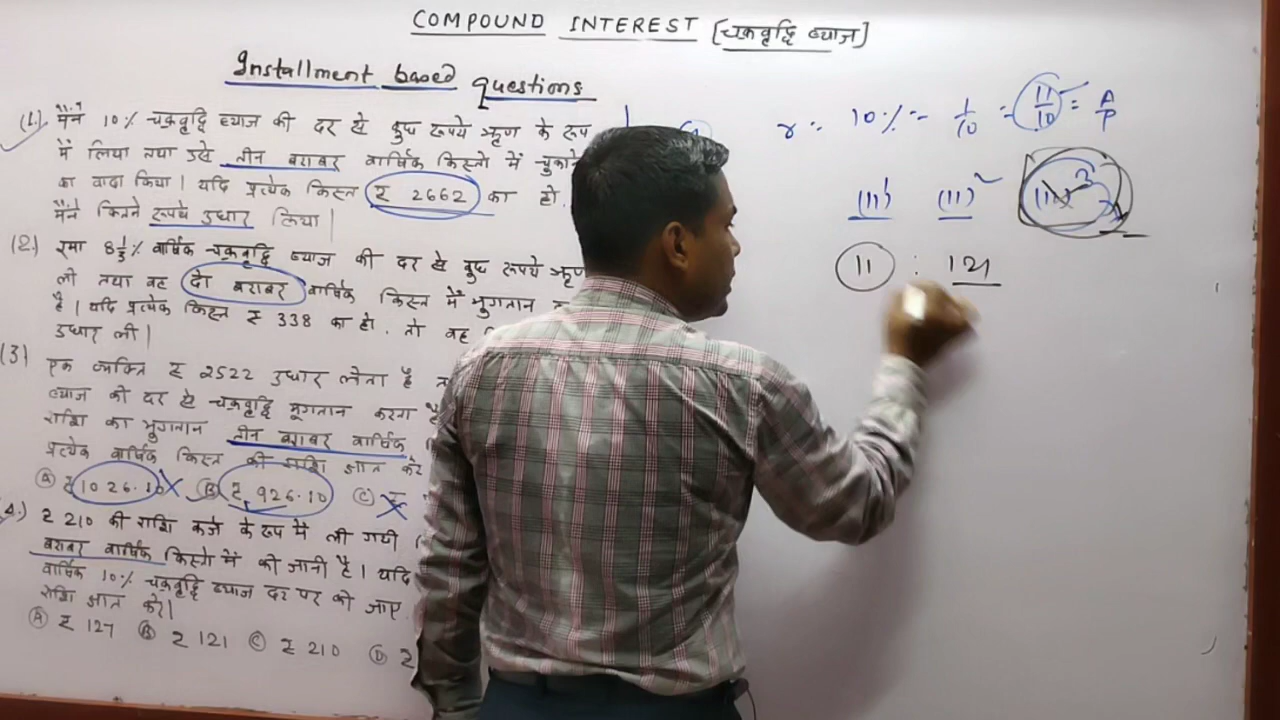 COMPOUND INTEREST [चक्रवृद्धि ब्याज]
Installment based questions
(1.) मैंने 10% चक्रवृद्धि ब्याज की दर से कुछ रूपये ऋण के रूप
में लिया तथा उसे तीन बराबर वार्षिक किस्तो में चुकाने
का वादा किया। यदि प्रत्येक किस्त ₹ 2662 का हो.
मैंने कितने रूपये उधार लिया।
(2.) रमा 8 1/3% वार्षिक चक्रवृद्धि ब्याज की दर से कुछ रूपये ऋण
ली तथा वह दो बराबर वार्षिक किस्त में भुगतान
है। यदि प्रत्येक किस्त ₹ 338 का हो. तो वह
उधार ली।
(3) एक व्यक्ति ₹ 2522 उधार लेता है
ब्याज की दर से चक्रवृद्धि भूगतान करता है
राशि का भुगतान तीन बराबर वार्षिक
प्रत्येक वार्षिक किस्त की राशि ज्ञात करें
(A) ₹ 1026.10 (B) ₹ 926.10 (C) ₹
4.) ₹ 210 की राशि कर्ज के रूप में ली गयी
बराबर वार्षिक किस्तो में की जानी है। यदि
वार्षिक 10% चक्रवृद्धि ब्याज दर पर की जाए.
राशि ज्ञात करें।
(A) ₹ 127 (B) ₹ 121 (C) ₹ 210 (D) ₹
r = 10% = 1/10 = 11/10 = A/P
(11)¹ (11)²
11 : 121